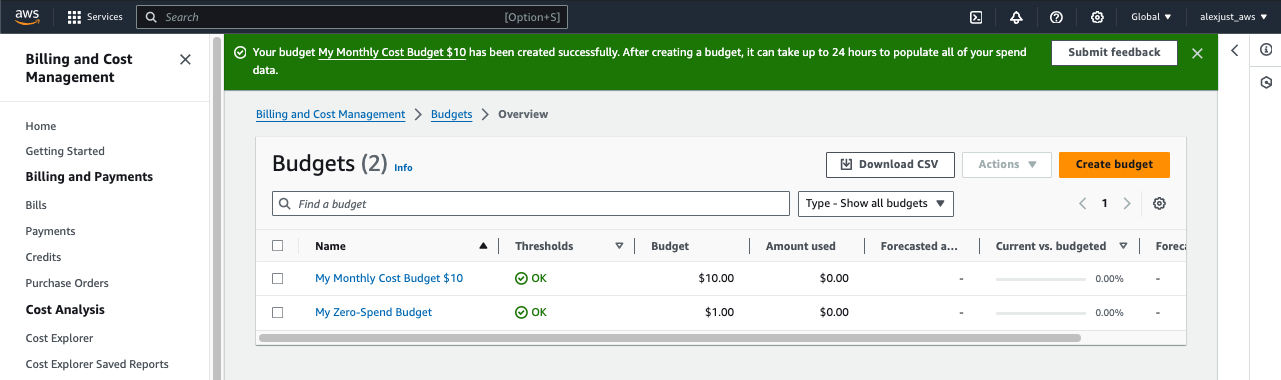 aws
Services
Search
[Option+S]
Global
alexjust_aws
Billing and Cost
Management
Home
Getting Started
Billing and Payments
Bills
Payments
Credits
Purchase Orders
Cost Analysis
Cost Explorer
Cost Explorer Saved Reports
Your budget My Monthly Cost Budget $10 has been created successfully. After creating a budget, it can take up to 24 hours to populate all of your spend
data.
Submit feedback
Billing and Cost Management > Budgets > Overview
Budgets (2) Info
Download CSV
Actions
Create budget
Find a budget
Type - Show all budgets
1
Name Thresholds Budget Amount used Forecasted a... Current vs. budgeted Foreca
My Monthly Cost Budget $10 OK $10.00 $0.00 - 0.00% -
My Zero-Spend Budget OK $1.00 $0.00 - 0.00% -